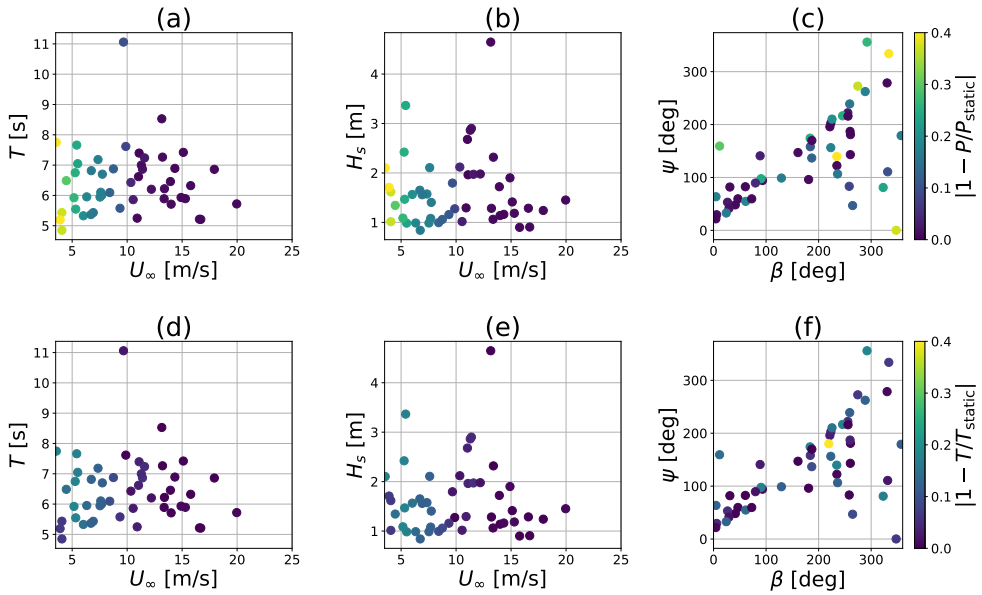 (a) (b) (c)
11
10
9
8
7
6
5
T [s]
5 10 15 20 25
U∞ [m/s]
4
3
2
1
H_s [m]
5 10 15 20 25
U∞ [m/s]
300
200
100
0
ψ [deg]
0 100 200 300
β [deg]
0.4
0.3
0.2
0.1
0.0
|1 − P/P_static|
(d) (e) (f)
11
10
9
8
7
6
5
T [s]
5 10 15 20 25
U∞ [m/s]
4
3
2
1
H_s [m]
5 10 15 20 25
U∞ [m/s]
300
200
100
0
ψ [deg]
0 100 200 300
β [deg]
0.4
0.3
0.2
0.1
0.0
|1 − T/T_static|